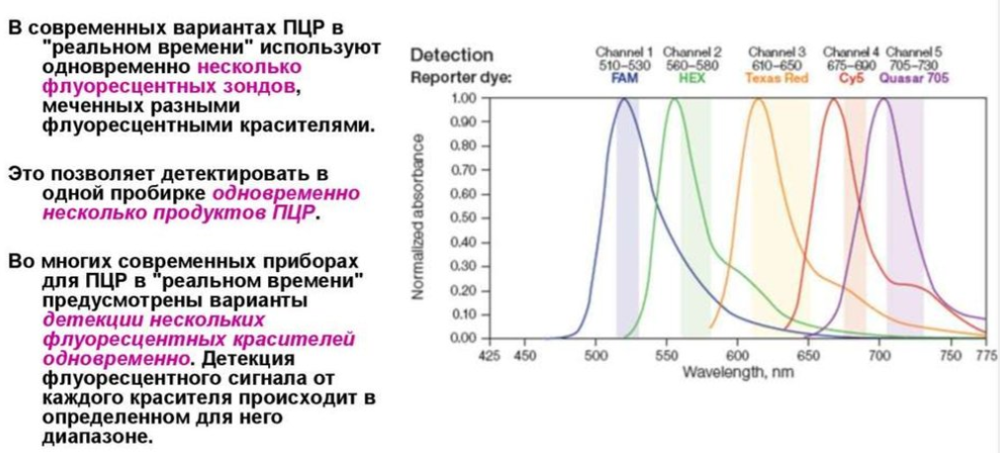 В современных вариантах ПЦР в
"реальном времени" используют
одновременно несколько
флуоресцентных зондов,
меченных разными
флуоресцентными красителями.
Это позволяет детектировать в
одной пробирке одновременно
несколько продуктов ПЦР.
Во многих современных приборах
для ПЦР в "реальном времени"
предусмотрены варианты
детекции нескольких
флуоресцентных красителей
одновременно. Детекция
флуоресцентного сигнала от
каждого красителя происходит в
определенном для него
диапазоне.
Detection
Reporter dye:
Channel 1
510–530
FAM
Channel 2
560–580
HEX
Channel 3
610–650
Texas Red
Channel 4
675–690
Cy5
Channel 5
705–730
Quasar 705
Normalized absorbance
1.00
0.90
0.80
0.70
0.60
0.50
0.40
0.30
0.20
0.10
0.00
425 450 500 550 600 650 700 750 775
Wavelength, nm